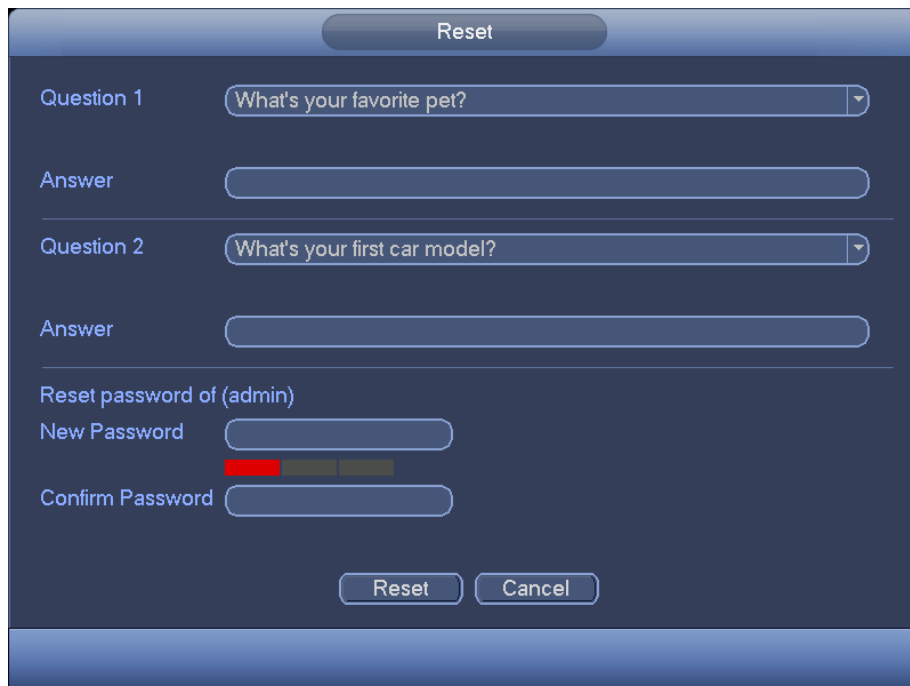 Reset
Question 1 What's your favorite pet?
Answer
Question 2 What's your first car model?
Answer
Reset password of (admin)
New Password
Confirm Password
Reset Cancel